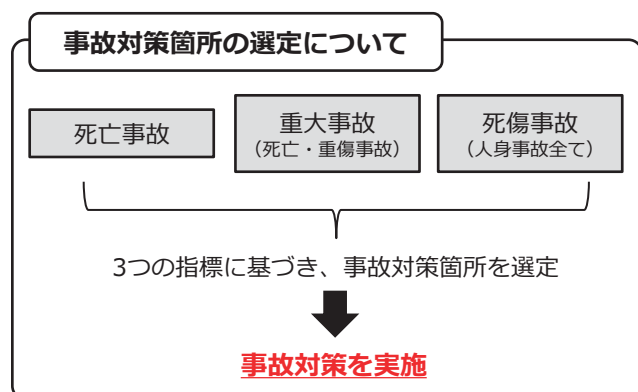 事故対策箇所の選定について
死亡事故
重大事故
（死亡・重傷事故）
死傷事故
（人身事故全て）
3つの指標に基づき、事故対策箇所を選定
事故対策を実施